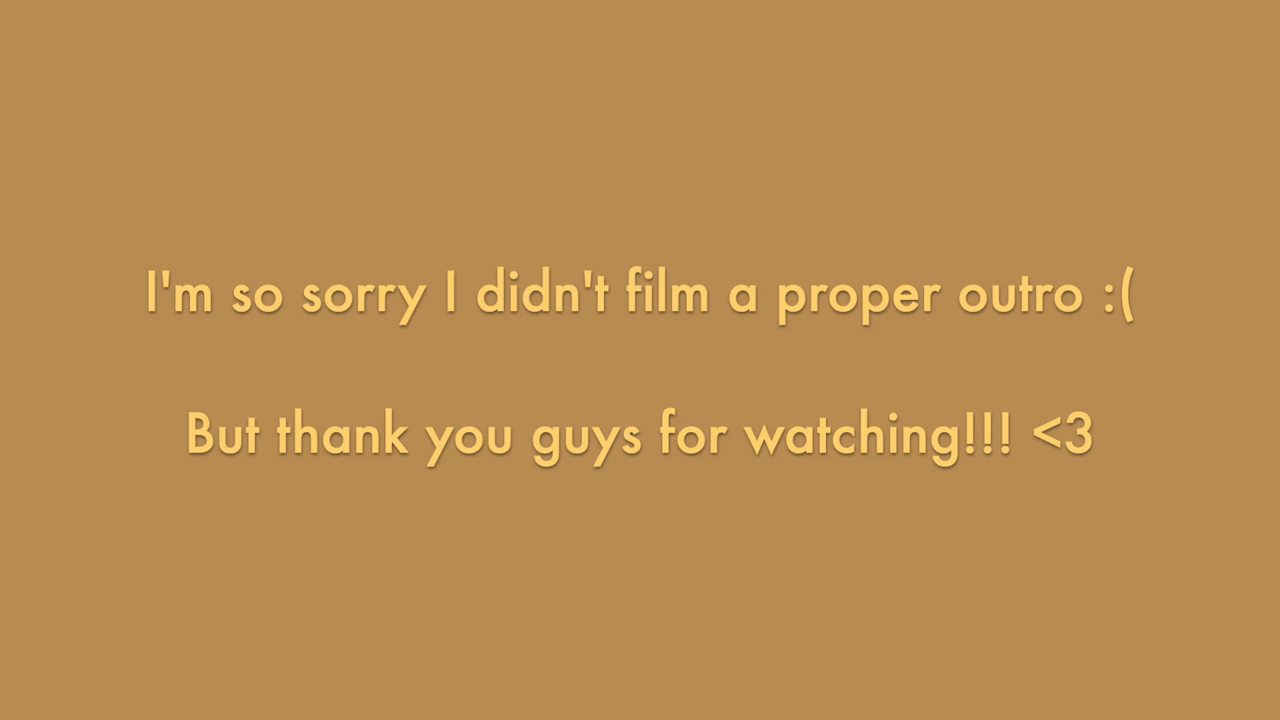 I'm so sorry I didn't film a proper outro :(
But thank you guys for watching!!! <3